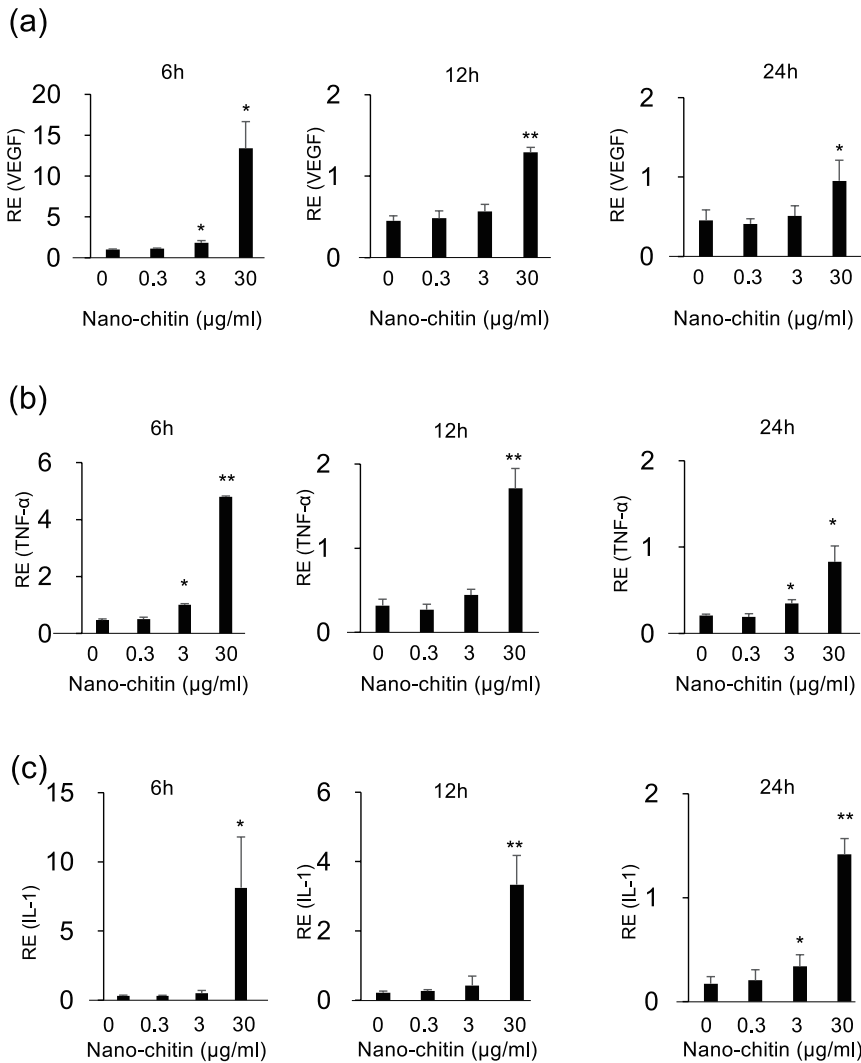 (a)
6h
12h
24h
RE (VEGF)
20
15
10
5
0
*
*
0 0.3 3 30
Nano-chitin (µg/ml)
RE (VEGF)
2
1
0
**
0 0.3 3 30
Nano-chitin (µg/ml)
RE (VEGF)
2
1
0
*
0 0.3 3 30
Nano-chitin (µg/ml)
(b)
6h
12h
24h
RE (TNF-α)
6
4
2
0
*
**
0 0.3 3 30
Nano-chitin (µg/ml)
RE (TNF-α)
2
1
0
**
0 0.3 3 30
Nano-chitin (µg/ml)
RE (TNF-α)
2
1
0
*
*
0 0.3 3 30
Nano-chitin (µg/ml)
(c)
6h
12h
24h
RE (IL-1)
15
10
5
0
*
0 0.3 3 30
Nano-chitin (µg/ml)
RE (IL-1)
6
4
2
0
**
0 0.3 3 30
Nano-chitin (µg/ml)
RE (IL-1)
2
1
0
*
**
0 0.3 3 30
Nano-chitin (µg/ml)